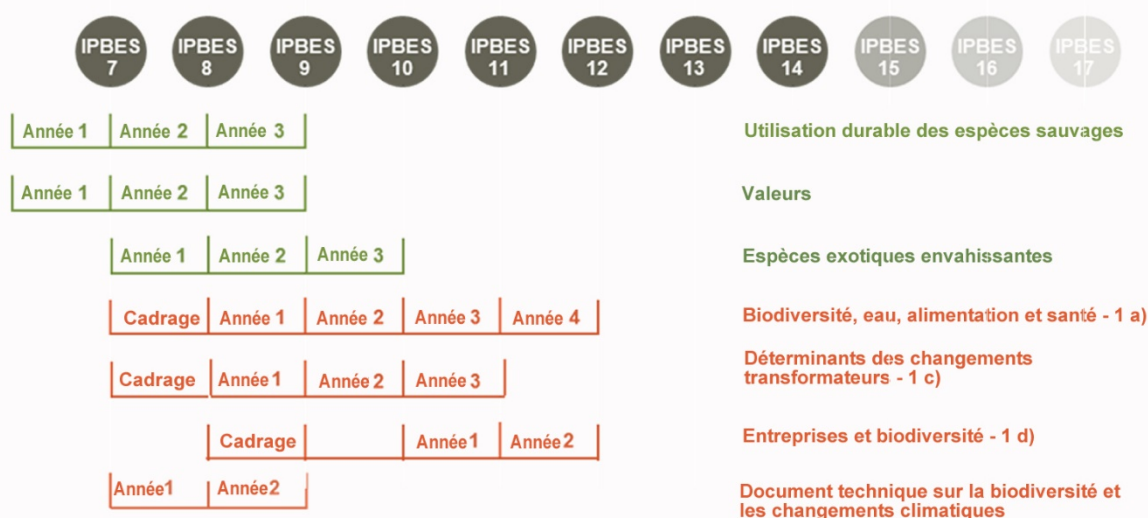 IPBES 7 IPBES 8 IPBES 9 IPBES 10 IPBES 11 IPBES 12 IPBES 13 IPBES 14 IPBES 15 IPBES 16 IPBES 17
Année 1 Année 2 Année 3 Utilisation durable des espèces sauvages
Année 1 Année 2 Année 3 Valeurs
Année 1 Année 2 Année 3 Espèces exotiques envahissantes
Cadrage Année 1 Année 2 Année 3 Année 4 Biodiversité, eau, alimentation et santé - 1 a)
Cadrage Année 1 Année 2 Année 3 Déterminants des changements
transformateurs - 1 c)
Cadrage Année 1 Année 2 Entreprises et biodiversité - 1 d)
Année1 Année2 Document technique sur la biodiversité et
les changements climatiques